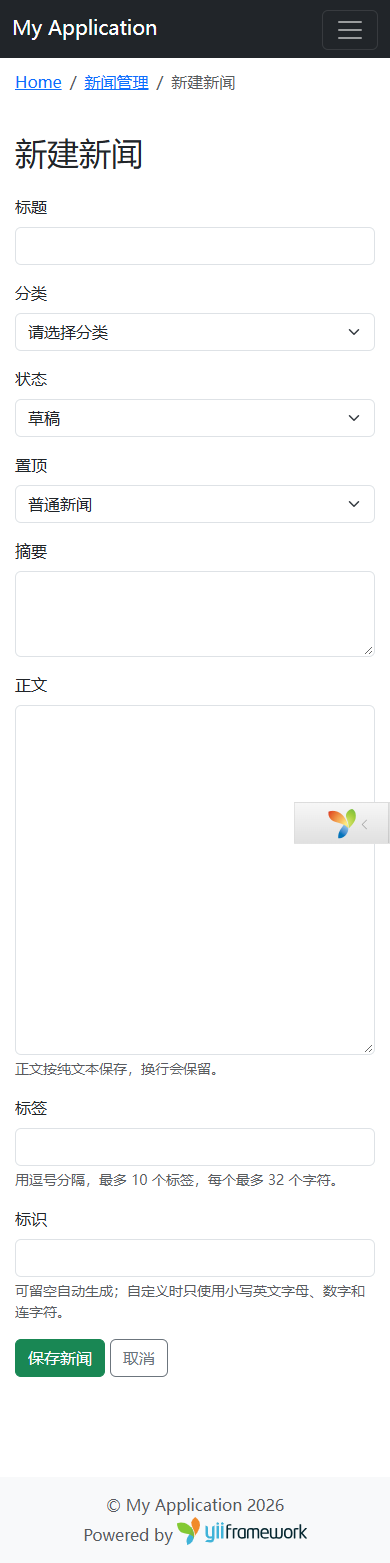 My Application
Home / 新闻管理 / 新建新闻
新建新闻
标题
分类
请选择分类
状态
草稿
置顶
普通新闻
摘要
正文
正文按纯文本保存，换行会保留。
标签
用逗号分隔，最多 10 个标签，每个最多 32 个字符。
标识
可留空自动生成；自定义时只使用小写英文字母、数字和
连字符。
保存新闻 取消
© My Application 2026
Powered by yiiframework